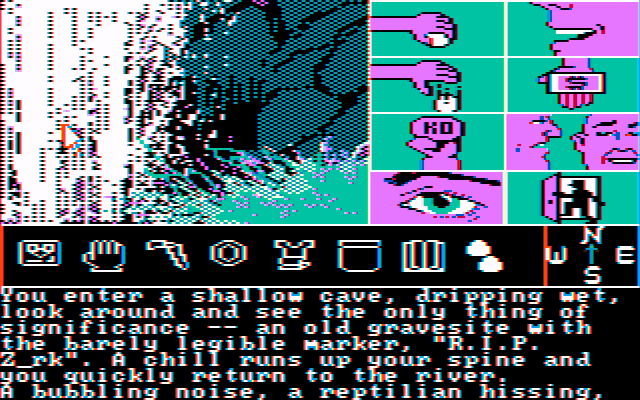 $
KO
N
W E
S
You enter a shallow cave, dripping wet,
look around and see the only thing of
significance -- an old gravesite with
the barely legible marker, "R.I.P.
Z_rk". A chill runs up your spine and
you quickly return to the river.
A bubbling noise, a reptilian hissing,